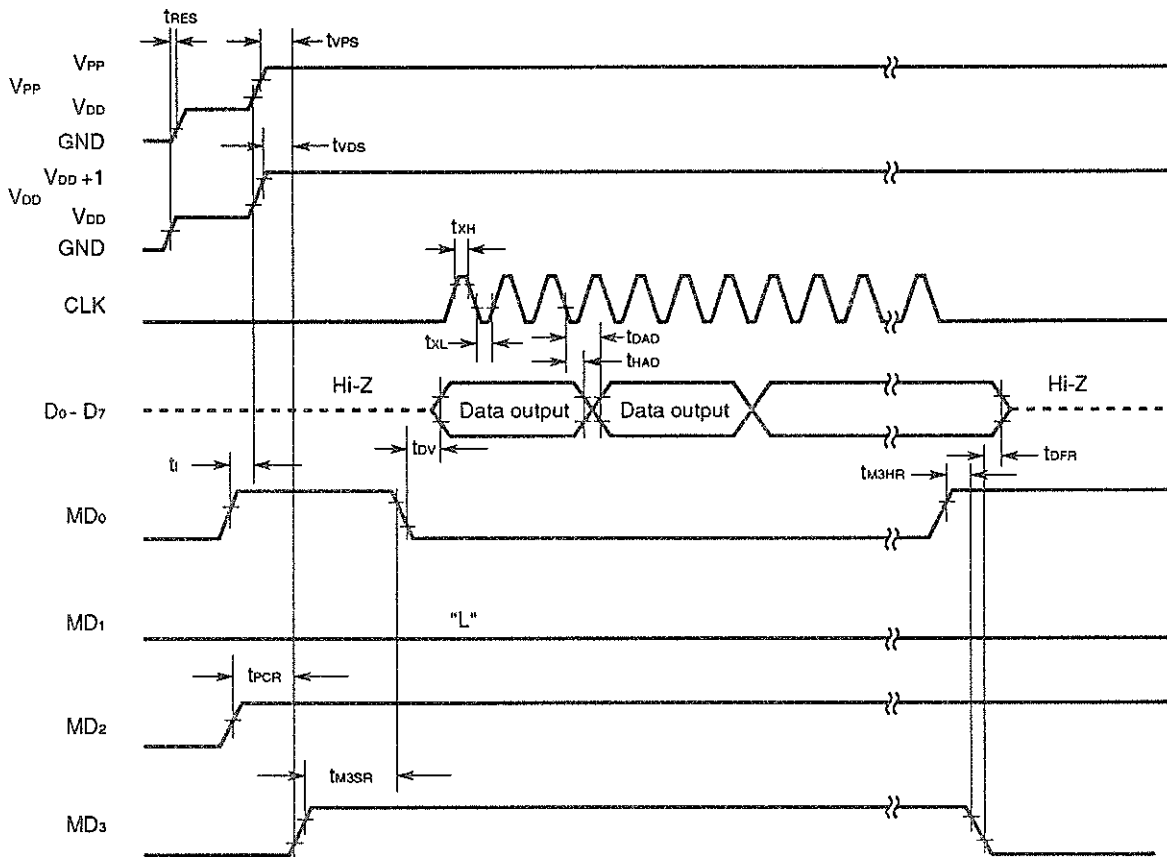 tRES
tVPS
VPP
VPP
VDD
GND
tVDS
VDD +1
VDD
VDD
GND
tXH
CLK
tXL
tDAD
tHAD
Hi-Z
Hi-Z
D0 - D7
Data output
Data output
tDV
tI
tDFR
tM3HR
MD0
"L"
MD1
tPCR
MD2
tM3SR
MD3